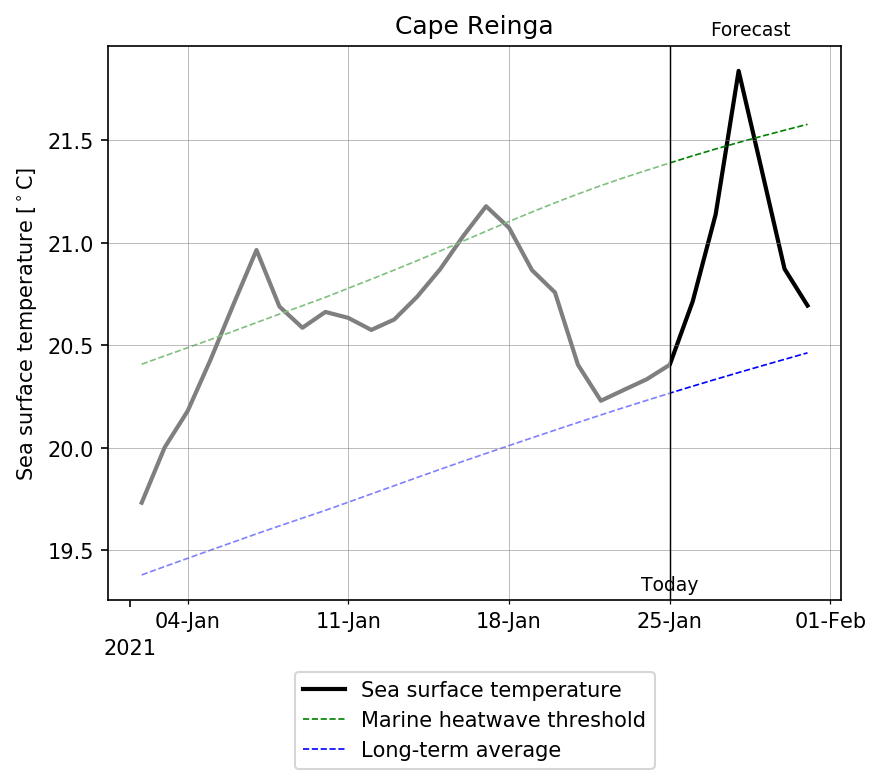 Cape Reinga
Forecast
Sea surface temperature [°C]
21.5
21.0
20.5
20.0
19.5
Today
04-Jan
11-Jan
18-Jan
25-Jan
01-Feb
2021
Sea surface temperature
Marine heatwave threshold
Long-term average